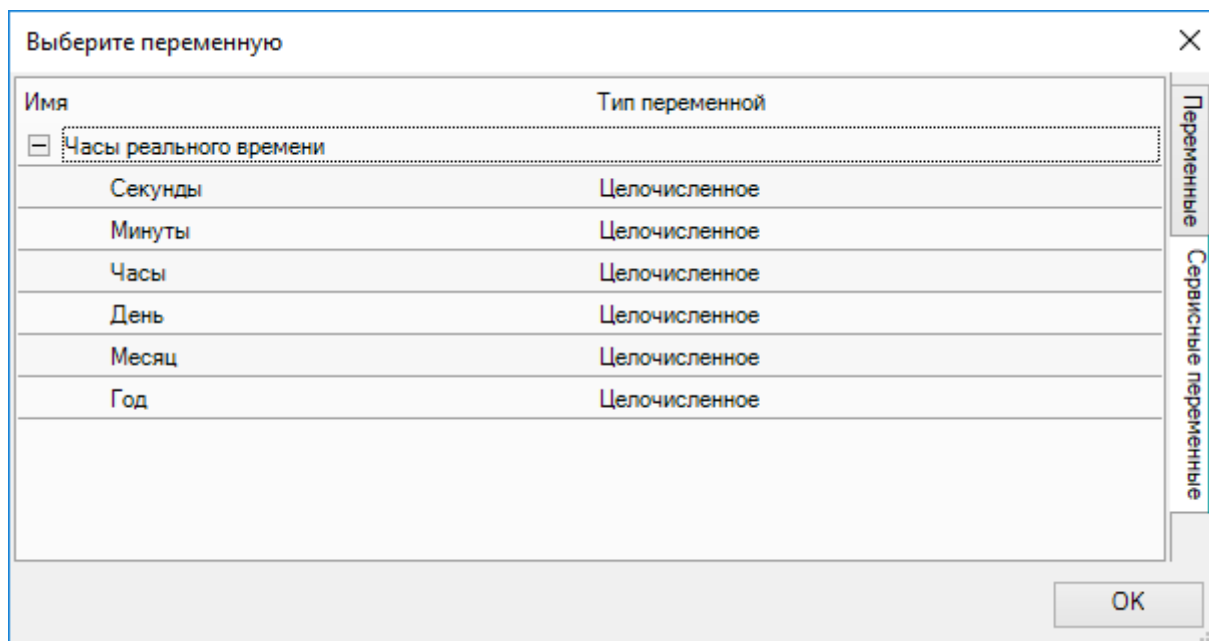 Выберите переменную
Имя Тип переменной
Часы реального времени
Секунды Целочисленное
Минуты Целочисленное
Часы Целочисленное
День Целочисленное
Месяц Целочисленное
Год Целочисленное
Переменные
Сервисные переменные
OK